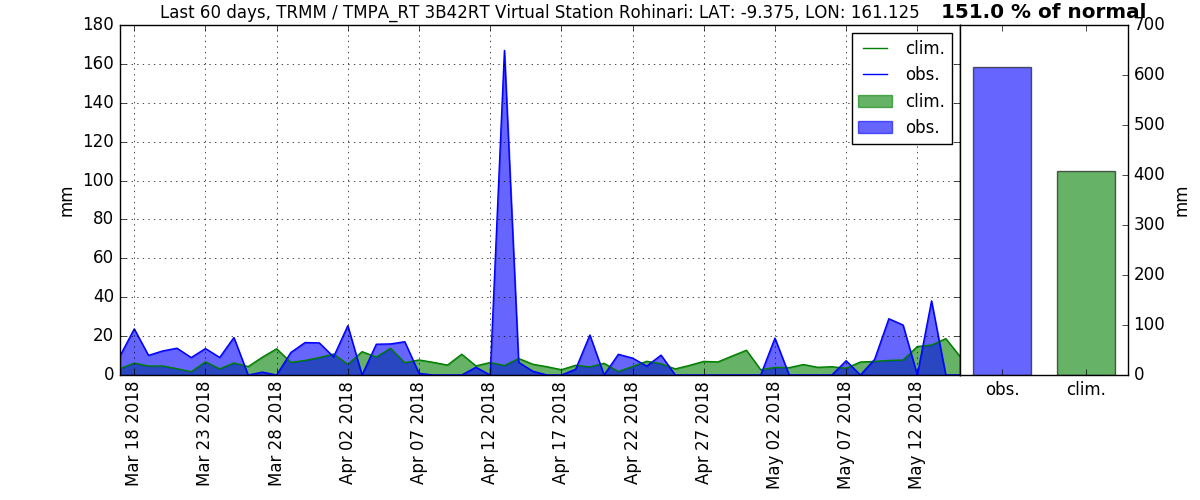 Last 60 days, TRMM / TMPA_RT 3B42RT Virtual Station Rohinari: LAT: -9.375, LON: 161.125
151.0 % of normal
180
160
140
120
100
80
60
40
20
0
mm
clim.
obs.
clim.
obs.
700
600
500
400
300
200
100
0
mm
Mar 18 2018
Mar 23 2018
Mar 28 2018
Apr 02 2018
Apr 07 2018
Apr 12 2018
Apr 17 2018
Apr 22 2018
Apr 27 2018
May 02 2018
May 07 2018
May 12 2018
obs.
clim.